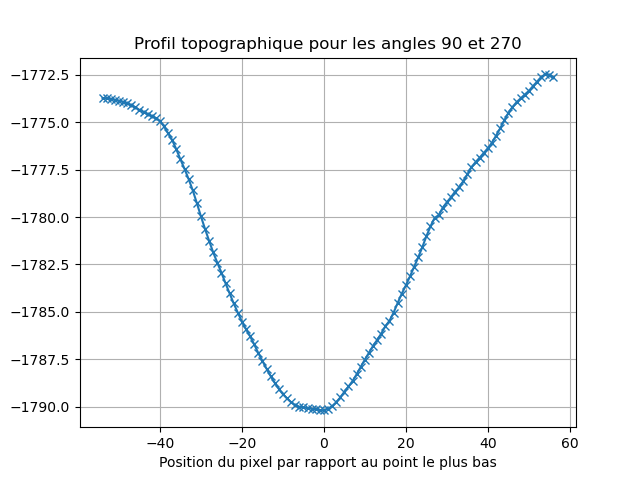 Profil topographique pour les angles 90 et 270
−1772.5
−1775.0
−1777.5
−1780.0
−1782.5
−1785.0
−1787.5
−1790.0
−40 −20 0 20 40 60
Position du pixel par rapport au point le plus bas